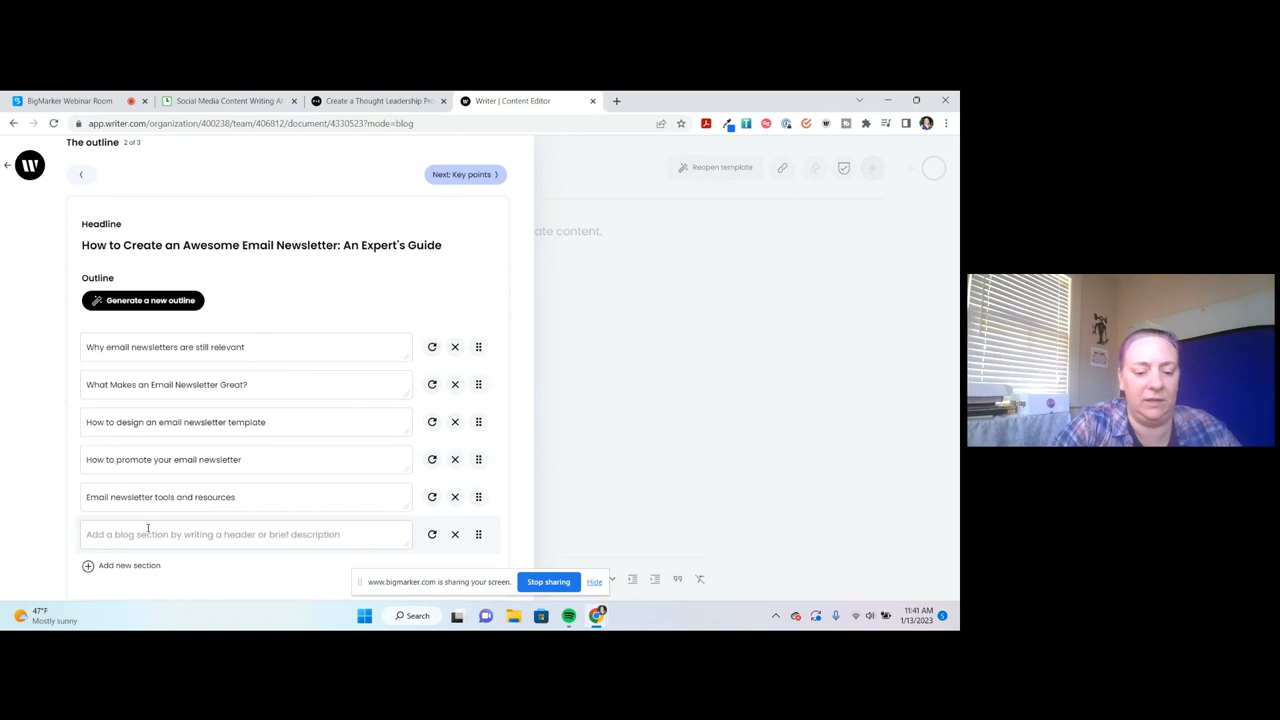 BigMarker Webinar Room
Social Media Content Writing AI
Create a Thought Leadership Pro
Writer | Content Editor
app.writer.com/organization/400238/team/406812/document/4330523?mode=blog
The outline 2 of 3
W
Reopen template
Next: Key points
Headline
ate content.
How to Create an Awesome Email Newsletter: An Expert's Guide
Outline
Generate a new outline
Why email newsletters are still relevant
What Makes an Email Newsletter Great?
How to design an email newsletter template
How to promote your email newsletter
Email newsletter tools and resources
Add a blog section by writing a header or brief description
Add new section
www.bigmarker.com is sharing your screen.
Stop sharing
Hide
47°F
Mostly sunny
Search
11:41 AM
1/13/2023
5